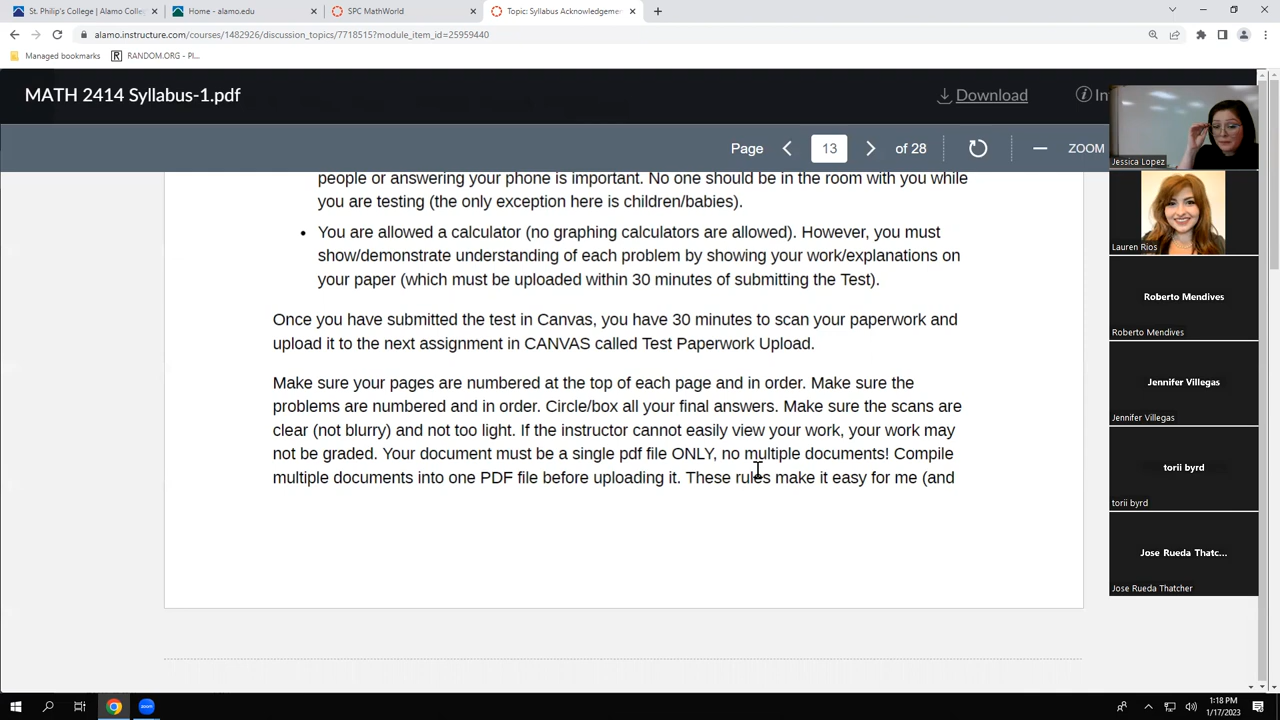 St. Philip's College | Alamo Colle
Home - alamo.edu
SPC MathWorld
Topic: Syllabus Acknowledgemen
alamo.instructure.com/courses/1482926/discussion_topics/7718515?module_item_id=25959440
Managed bookmarks
RANDOM.ORG - Pl...
MATH 2414 Syllabus-1.pdf
Download
In
Page 13 of 28
ZOOM
people or answering your phone is important. No one should be in the room with you while
you are testing (the only exception here is children/babies).
• You are allowed a calculator (no graphing calculators are allowed). However, you must
show/demonstrate understanding of each problem by showing your work/explanations on
your paper (which must be uploaded within 30 minutes of submitting the Test).
Once you have submitted the test in Canvas, you have 30 minutes to scan your paperwork and
upload it to the next assignment in CANVAS called Test Paperwork Upload.
Make sure your pages are numbered at the top of each page and in order. Make sure the
problems are numbered and in order. Circle/box all your final answers. Make sure the scans are
clear (not blurry) and not too light. If the instructor cannot easily view your work, your work may
not be graded. Your document must be a single pdf file ONLY, no multiple documents! Compile
multiple documents into one PDF file before uploading it. These rules make it easy for me (and
Jessica Lopez
Lauren Rios
Roberto Mendives
Roberto Mendives
Jennifer Villegas
Jennifer Villegas
torii byrd
torii byrd
Jose Rueda Thatc...
Jose Rueda Thatcher
1:18 PM
1/17/2023